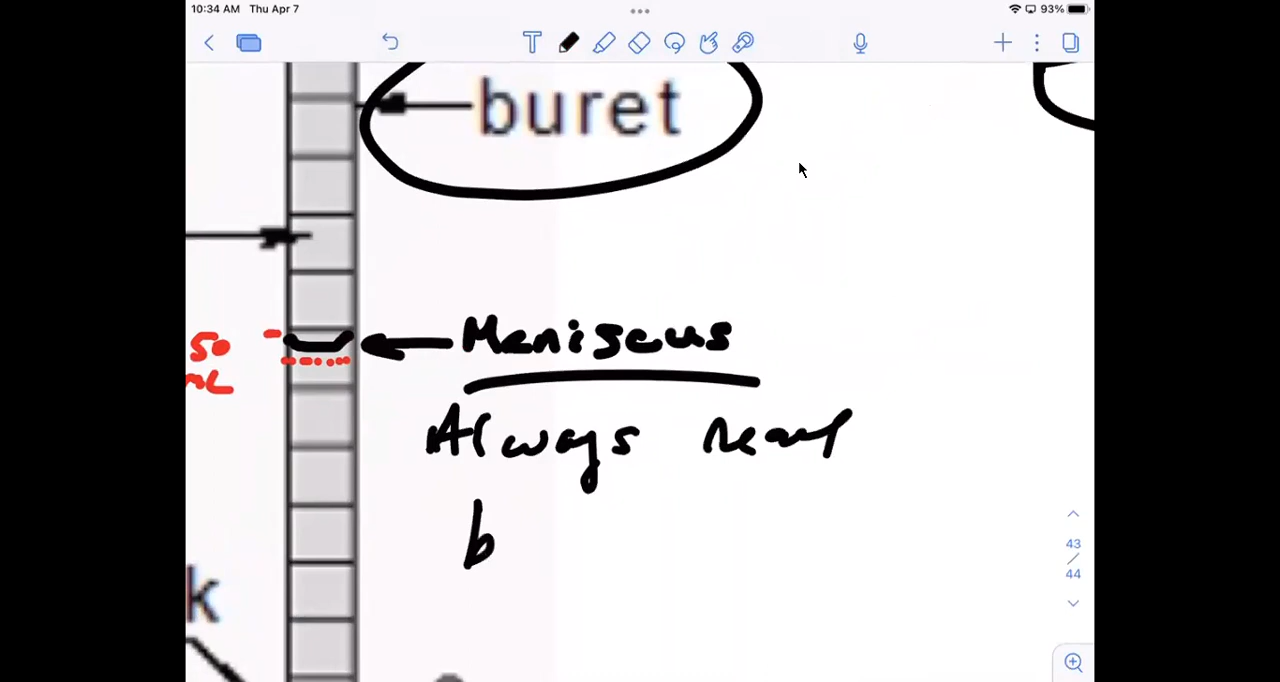 10:34 AM Thu Apr 7
93%
buret
Meniscus
50
mL
Always read
b
k
43
44